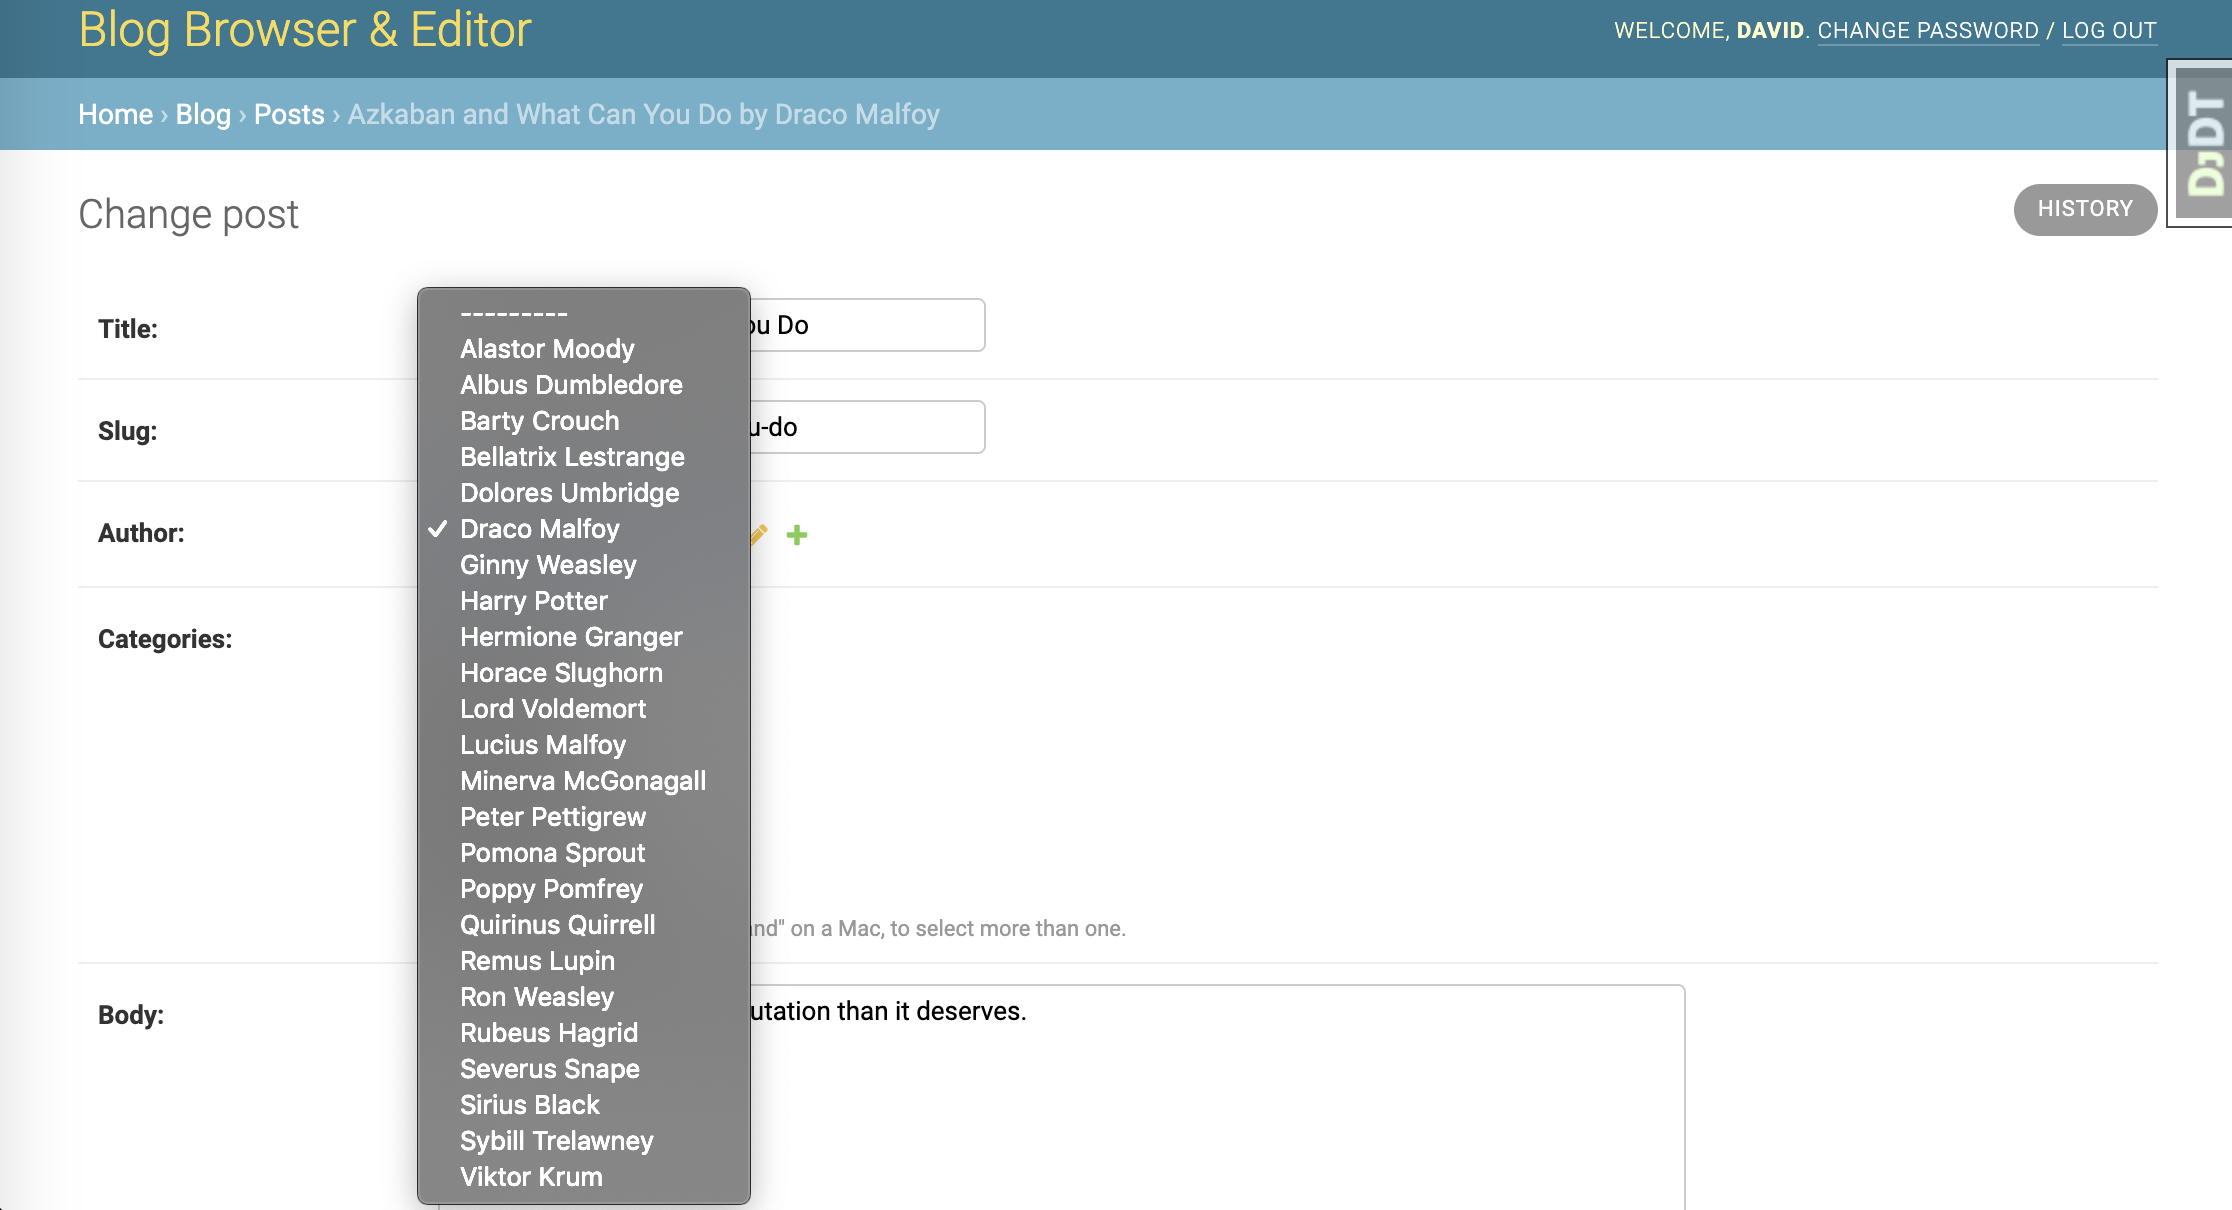 Blog Browser & Editor
WELCOME, DAVID. CHANGE PASSWORD / LOG OUT
Home › Blog › Posts › Azkaban and What Can You Do by Draco Malfoy
DJDT
Change post
HISTORY
Title:
ou Do
Slug:
u-do
Author:
Categories:
---------
Alastor Moody
Albus Dumbledore
Barty Crouch
Bellatrix Lestrange
Dolores Umbridge
✓ Draco Malfoy
Ginny Weasley
Harry Potter
Hermione Granger
Horace Slughorn
Lord Voldemort
Lucius Malfoy
Minerva McGonagall
Peter Pettigrew
Pomona Sprout
Poppy Pomfrey
Quirinus Quirrell
Remus Lupin
Ron Weasley
Rubeus Hagrid
Severus Snape
Sirius Black
Sybill Trelawney
Viktor Krum
nd" on a Mac, to select more than one.
Body:
utation than it deserves.